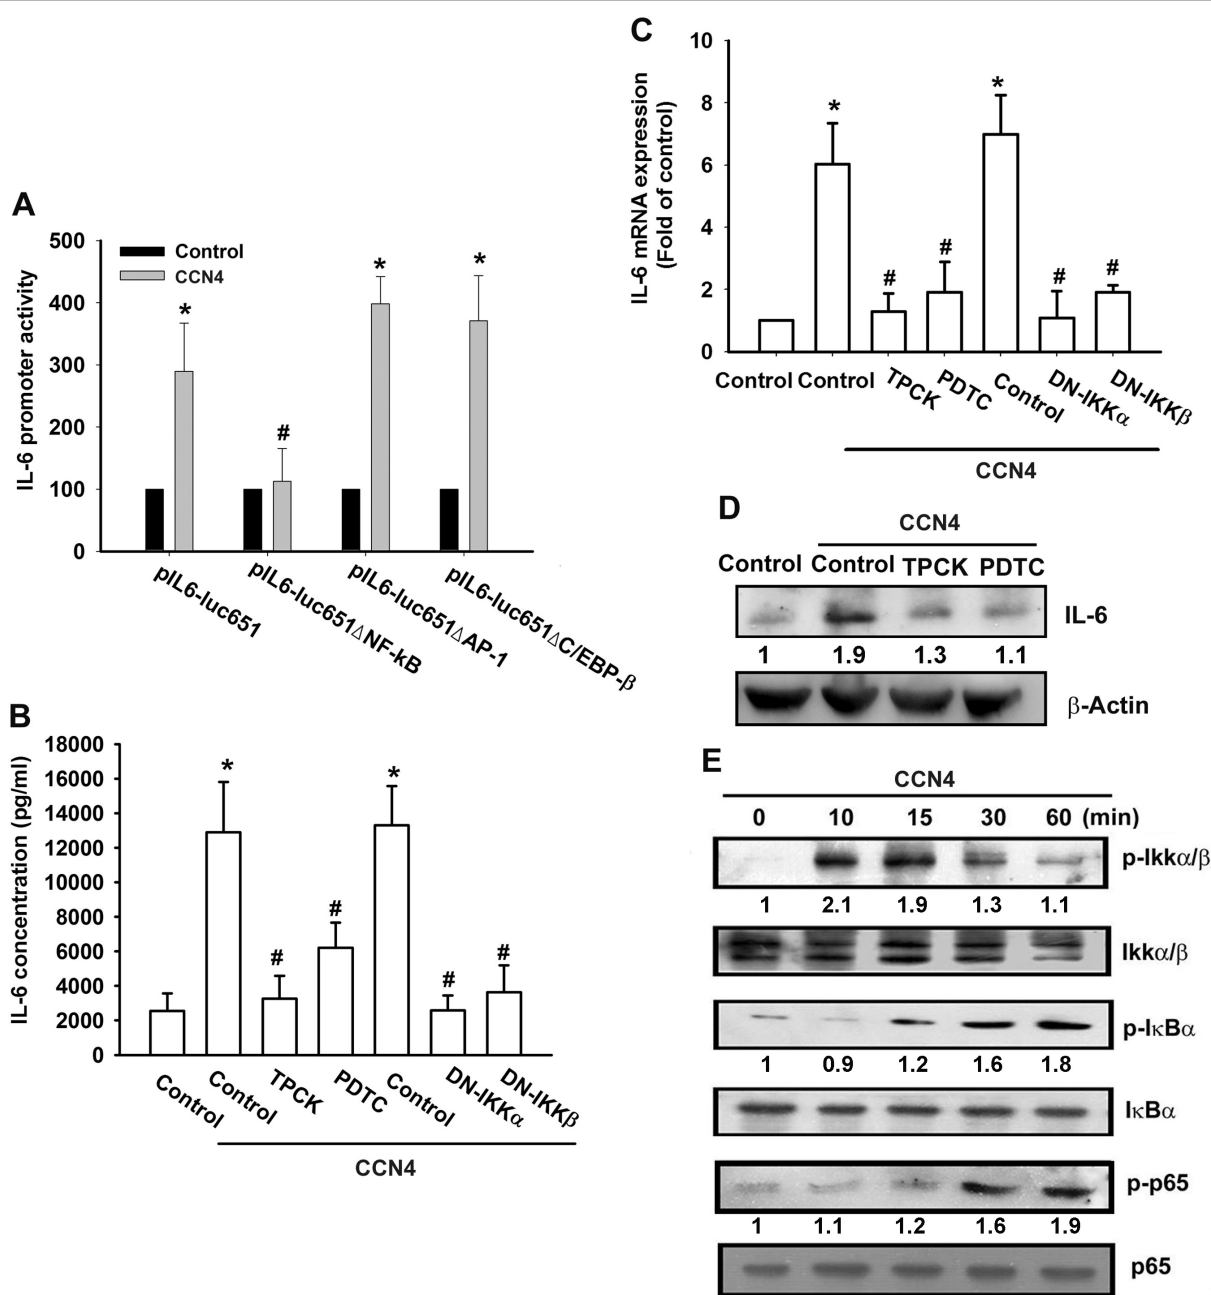 A
IL-6 promoter activity
500
400
300
200
100
0
Control
CCN4
*
#
*
*
pIL6-luc651
pIL6-luc651ΔNF-kB
pIL6-luc651ΔAP-1
pIL6-luc651ΔC/EBP-β
B
IL-6 concentration (pg/ml)
18000
16000
14000
12000
10000
8000
6000
4000
2000
0
*
#
#
*
#
#
Control
Control
TPCK
PDTC
Control
DN-IKKα
DN-IKKβ
CCN4
C
IL-6 mRNA expression
(Fold of control)
10
8
6
4
2
0
*
#
#
*
#
#
Control
Control
TPCK
PDTC
Control
DN-IKKα
DN-IKKβ
CCN4
D
CCN4
Control Control TPCK PDTC
IL-6
1 1.9 1.3 1.1
β-Actin
E
CCN4
0 10 15 30 60 (min)
p-Ikkα/β
1 2.1 1.9 1.3 1.1
Ikkα/β
p-IκBα
1 0.9 1.2 1.6 1.8
IκBα
p-p65
1 1.1 1.2 1.6 1.9
p65